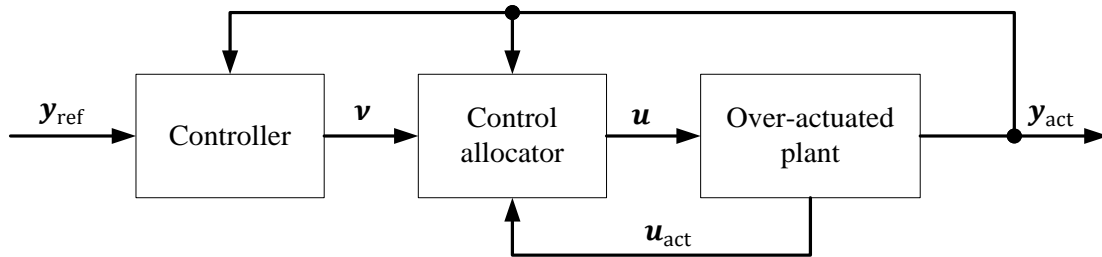 y_ref
Controller
ν
Control
allocator
u
Over-actuated
plant
y_act
u_act